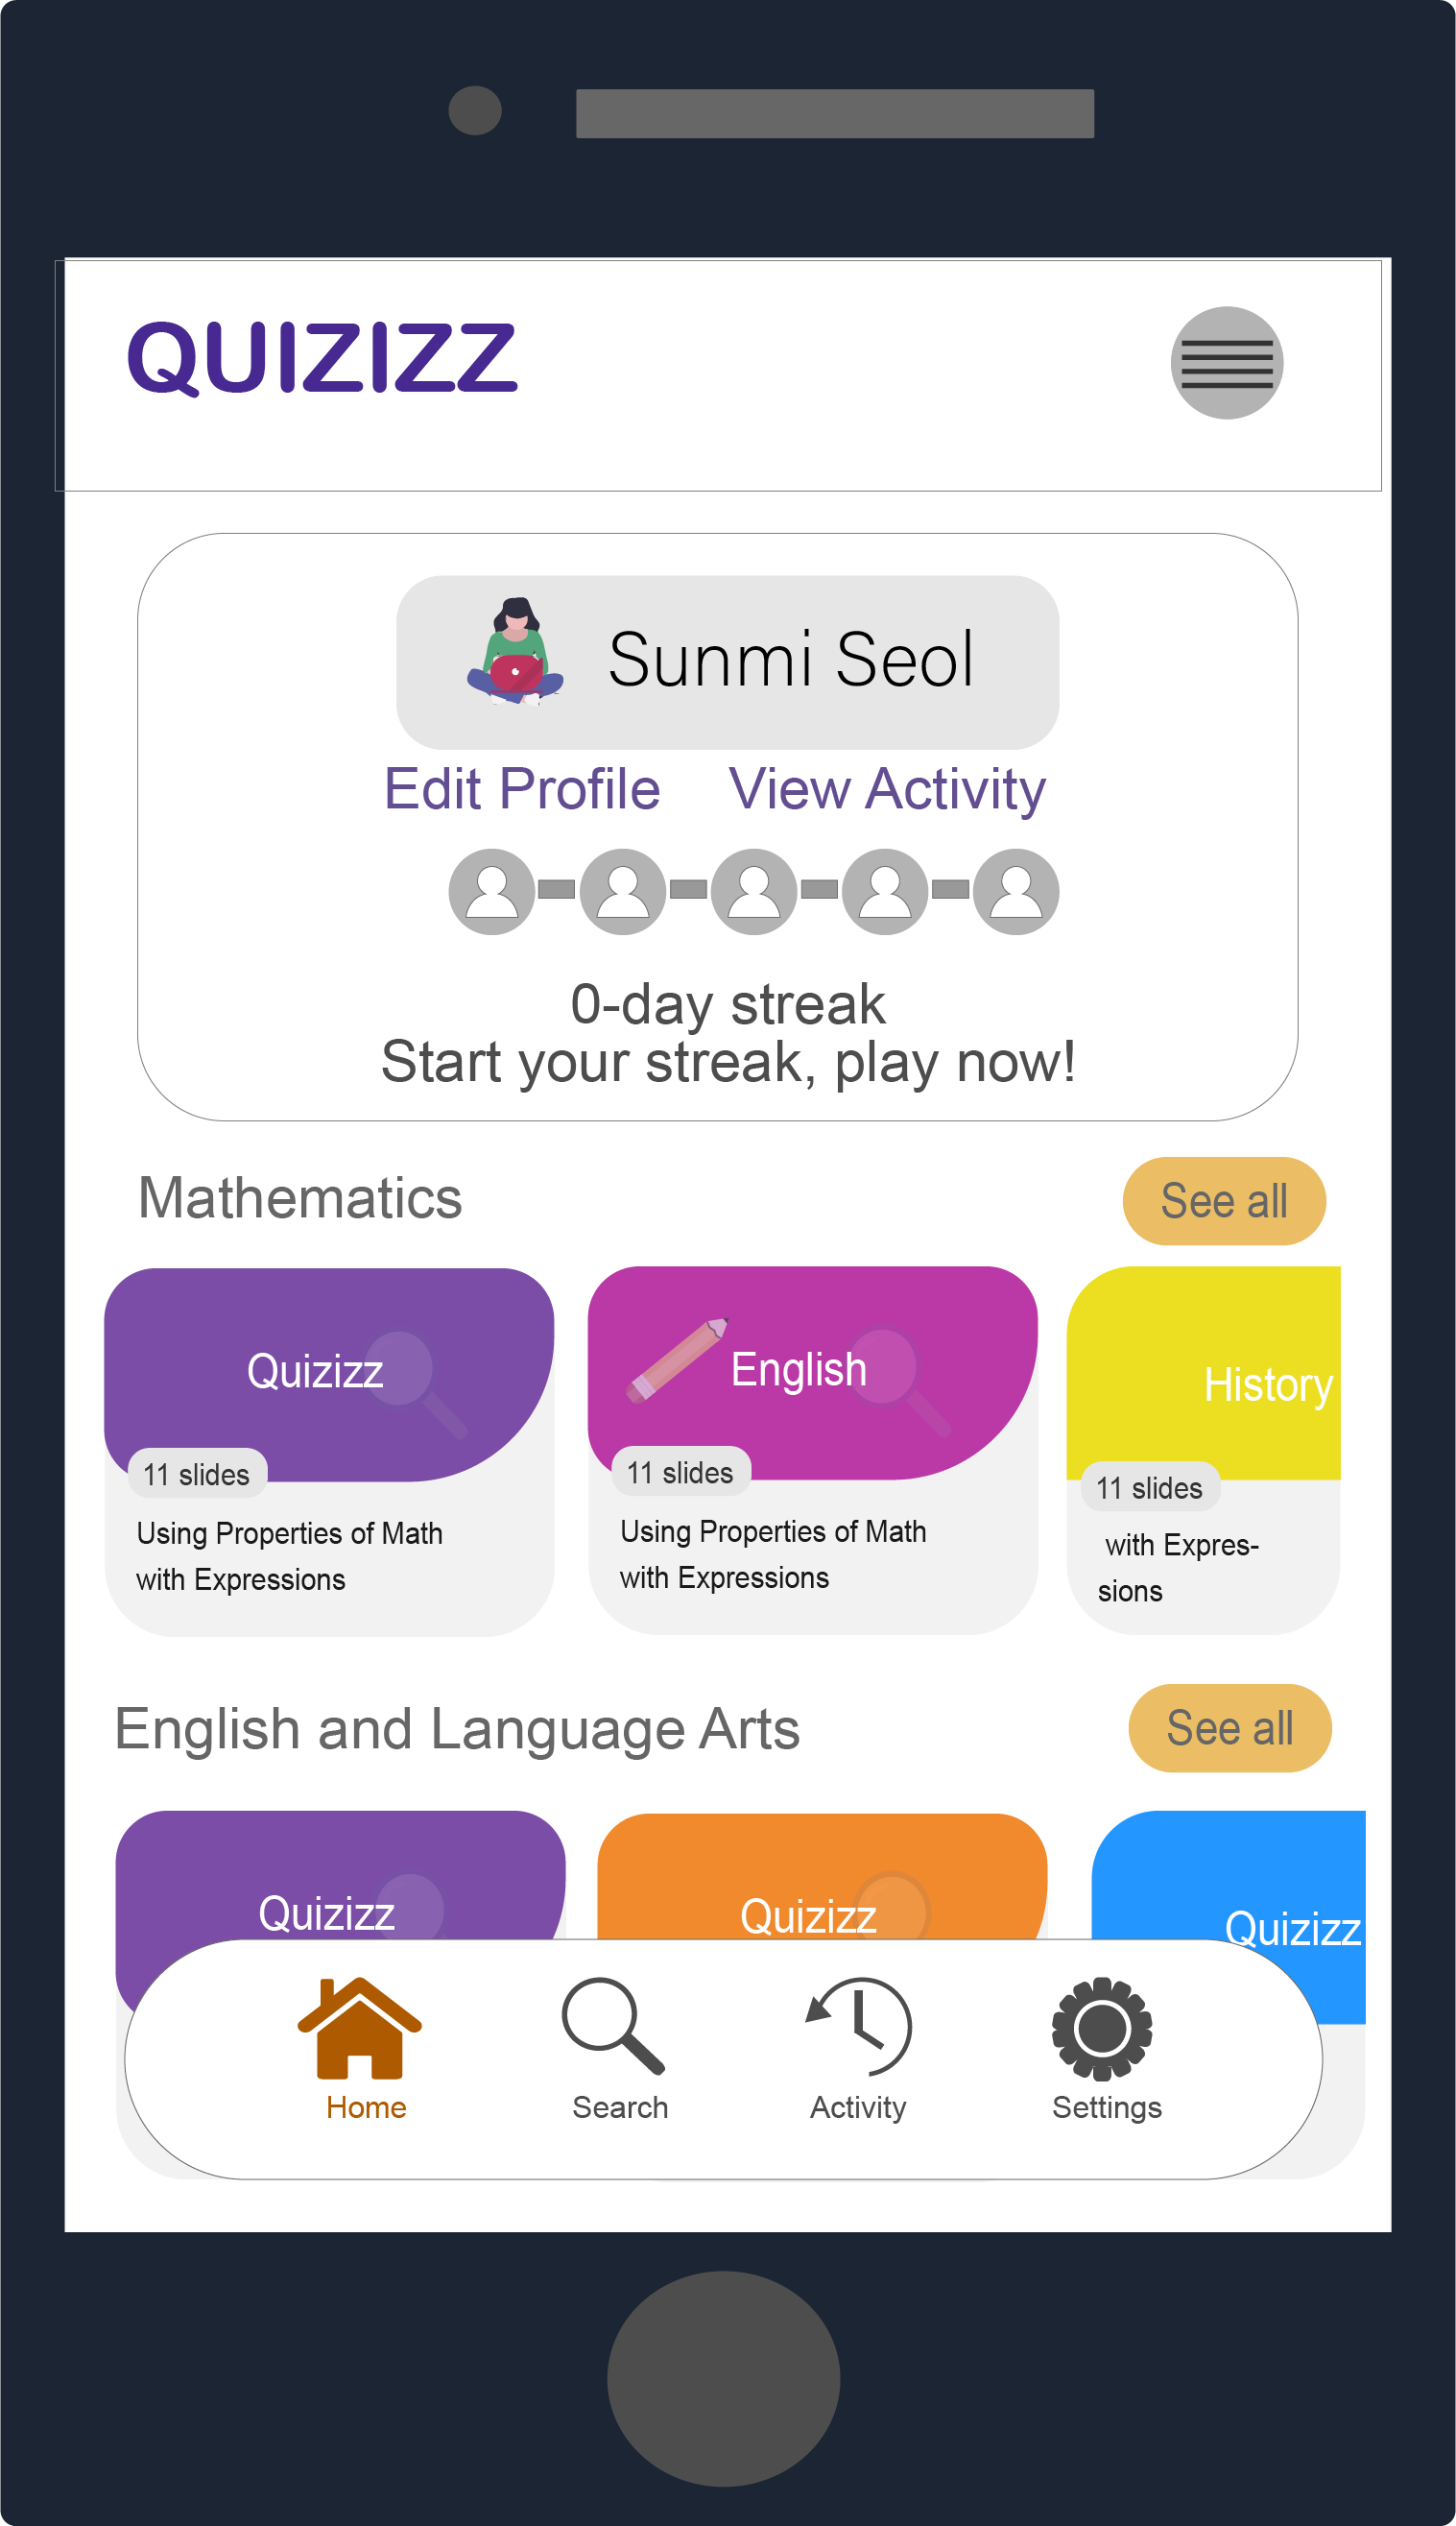 QUIZIZZ
Sunmi Seol
Edit Profile View Activity
0-day streak
Start your streak, play now!
Mathematics See all
Quizizz
English
History
11 slides
11 slides
11 slides
Using Properties of Math
with Expressions
Using Properties of Math
with Expressions
with Expres-
sions
English and Language Arts See all
Quizizz
Quizizz
Quizizz
Home
Search
Activity
Settings